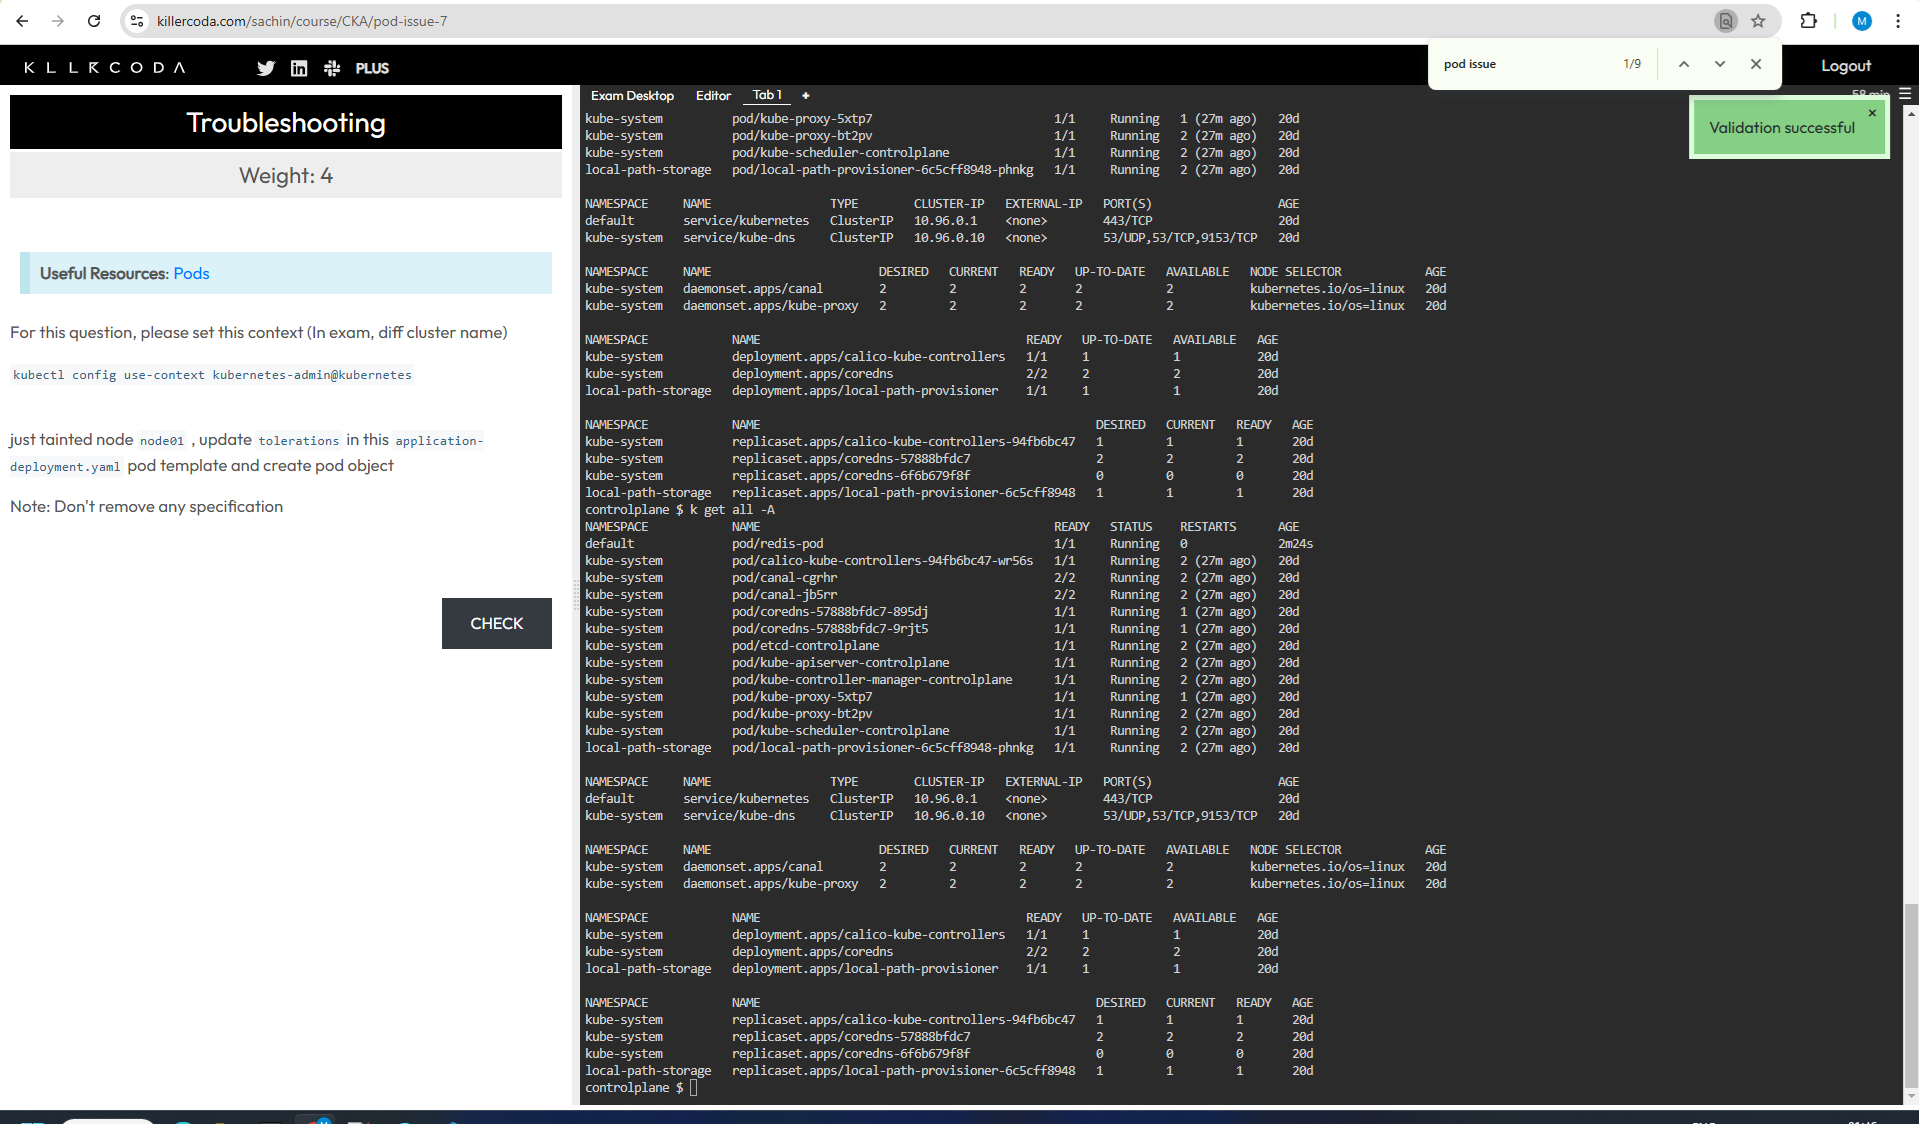 killercoda.com/sachin/course/CKA/pod-issue-7
M
pod issue 1/9
KLLRCODA PLUS Logout
Troubleshooting
Weight: 4
Useful Resources: Pods
For this question, please set this context (In exam, diff cluster name)
kubectl config use-context kubernetes-admin@kubernetes
just tainted node node01 , update tolerations in this application-
deployment.yaml pod template and create pod object
Note: Don't remove any specification
CHECK
Exam Desktop Editor Tab 1 +
58 min
Validation successful ×
kube-system pod/kube-proxy-5xtp7 1/1 Running 1 (27m ago) 20d
kube-system pod/kube-proxy-bt2pv 1/1 Running 2 (27m ago) 20d
kube-system pod/kube-scheduler-controlplane 1/1 Running 2 (27m ago) 20d
local-path-storage pod/local-path-provisioner-6c5cff8948-phnkg 1/1 Running 2 (27m ago) 20d
NAMESPACE NAME TYPE CLUSTER-IP EXTERNAL-IP PORT(S) AGE
default service/kubernetes ClusterIP 10.96.0.1 <none> 443/TCP 20d
kube-system service/kube-dns ClusterIP 10.96.0.10 <none> 53/UDP,53/TCP,9153/TCP 20d
NAMESPACE NAME DESIRED CURRENT READY UP-TO-DATE AVAILABLE NODE SELECTOR AGE
kube-system daemonset.apps/canal 2 2 2 2 2 kubernetes.io/os=linux 20d
kube-system daemonset.apps/kube-proxy 2 2 2 2 2 kubernetes.io/os=linux 20d
NAMESPACE NAME READY UP-TO-DATE AVAILABLE AGE
kube-system deployment.apps/calico-kube-controllers 1/1 1 1 20d
kube-system deployment.apps/coredns 2/2 2 2 20d
local-path-storage deployment.apps/local-path-provisioner 1/1 1 1 20d
NAMESPACE NAME DESIRED CURRENT READY AGE
kube-system replicaset.apps/calico-kube-controllers-94fb6bc47 1 1 1 20d
kube-system replicaset.apps/coredns-57888bfdc7 2 2 2 20d
kube-system replicaset.apps/coredns-6f6b679f8f 0 0 0 20d
local-path-storage replicaset.apps/local-path-provisioner-6c5cff8948 1 1 1 20d
controlplane $ k get all -A
NAMESPACE NAME READY STATUS RESTARTS AGE
default pod/redis-pod 1/1 Running 0 2m24s
kube-system pod/calico-kube-controllers-94fb6bc47-wr56s 1/1 Running 2 (27m ago) 20d
kube-system pod/canal-cgrhr 2/2 Running 2 (27m ago) 20d
kube-system pod/canal-jb5rr 2/2 Running 2 (27m ago) 20d
kube-system pod/coredns-57888bfdc7-895dj 1/1 Running 1 (27m ago) 20d
kube-system pod/coredns-57888bfdc7-9rjt5 1/1 Running 1 (27m ago) 20d
kube-system pod/etcd-controlplane 1/1 Running 2 (27m ago) 20d
kube-system pod/kube-apiserver-controlplane 1/1 Running 2 (27m ago) 20d
kube-system pod/kube-controller-manager-controlplane 1/1 Running 2 (27m ago) 20d
kube-system pod/kube-proxy-5xtp7 1/1 Running 1 (27m ago) 20d
kube-system pod/kube-proxy-bt2pv 1/1 Running 2 (27m ago) 20d
kube-system pod/kube-scheduler-controlplane 1/1 Running 2 (27m ago) 20d
local-path-storage pod/local-path-provisioner-6c5cff8948-phnkg 1/1 Running 2 (27m ago) 20d
NAMESPACE NAME TYPE CLUSTER-IP EXTERNAL-IP PORT(S) AGE
default service/kubernetes ClusterIP 10.96.0.1 <none> 443/TCP 20d
kube-system service/kube-dns ClusterIP 10.96.0.10 <none> 53/UDP,53/TCP,9153/TCP 20d
NAMESPACE NAME DESIRED CURRENT READY UP-TO-DATE AVAILABLE NODE SELECTOR AGE
kube-system daemonset.apps/canal 2 2 2 2 2 kubernetes.io/os=linux 20d
kube-system daemonset.apps/kube-proxy 2 2 2 2 2 kubernetes.io/os=linux 20d
NAMESPACE NAME READY UP-TO-DATE AVAILABLE AGE
kube-system deployment.apps/calico-kube-controllers 1/1 1 1 20d
kube-system deployment.apps/coredns 2/2 2 2 20d
local-path-storage deployment.apps/local-path-provisioner 1/1 1 1 20d
NAMESPACE NAME DESIRED CURRENT READY AGE
kube-system replicaset.apps/calico-kube-controllers-94fb6bc47 1 1 1 20d
kube-system replicaset.apps/coredns-57888bfdc7 2 2 2 20d
kube-system replicaset.apps/coredns-6f6b679f8f 0 0 0 20d
local-path-storage replicaset.apps/local-path-provisioner-6c5cff8948 1 1 1 20d
controlplane $